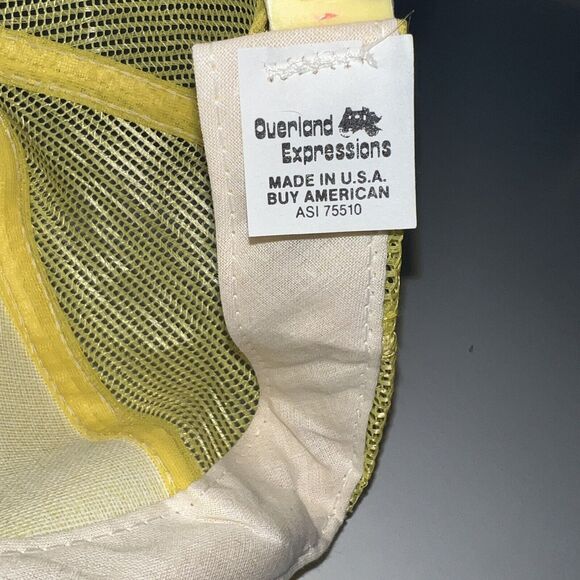 Overland
Expressions
MADE IN U.S.A.
BUY AMERICAN
ASI 75510